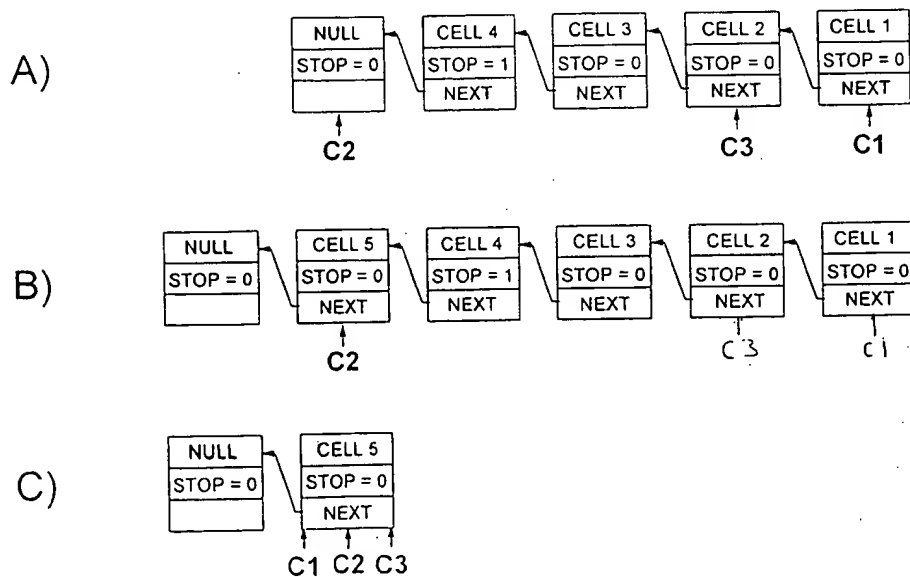 A)
NULL CELL 4 CELL 3 CELL 2 CELL 1
STOP = 0 STOP = 1 STOP = 0 STOP = 0 STOP = 0
NEXT NEXT NEXT NEXT
C2 C3 C1
B)
NULL CELL 5 CELL 4 CELL 3 CELL 2 CELL 1
STOP = 0 STOP = 0 STOP = 1 STOP = 0 STOP = 0 STOP = 0
NEXT NEXT NEXT NEXT NEXT
C2 C3 C1
C)
NULL CELL 5
STOP = 0 STOP = 0
NEXT
C1 C2 C3